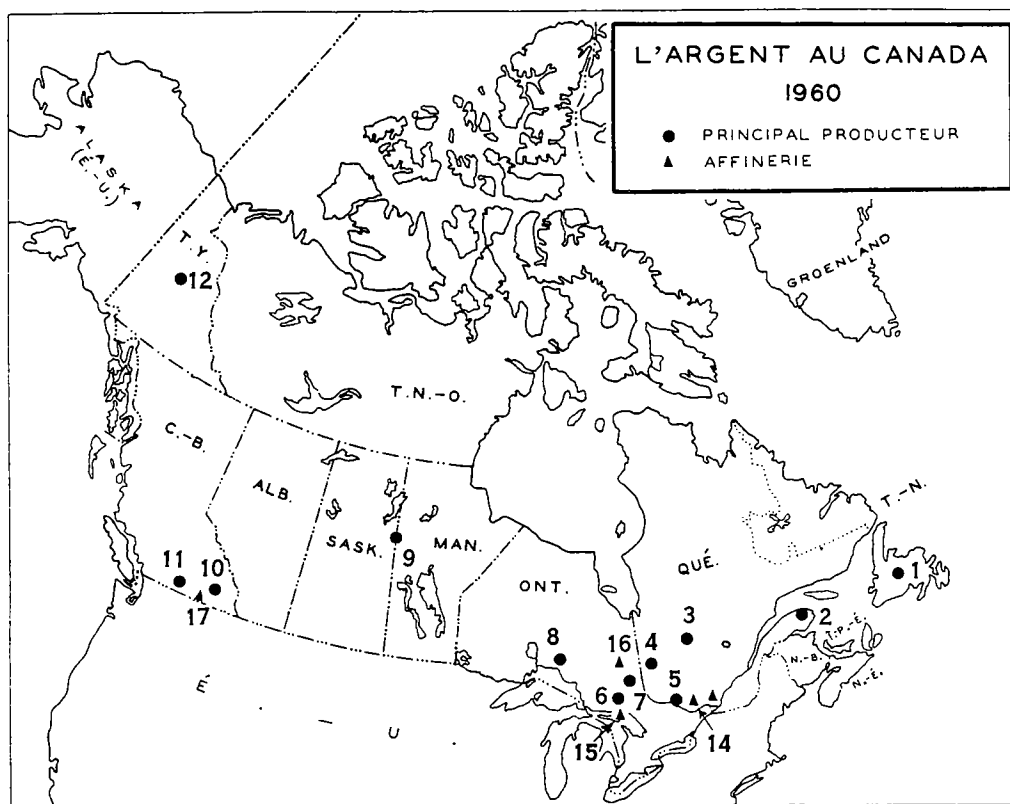 L'ARGENT AU CANADA
1960
● PRINCIPAL PRODUCTEUR
▲ AFFINERIE
ALASKA
(É.-U.)
T.Y.
12
GROENLAND
T.N.-O.
C.-B.
ALB.
SASK.
MAN.
9
ONT.
QUÉ.
T.-N.
1
11
10
17
2
T.P.-É.
N.-B.
N.-É.
3
4
16
8
5
6
7
15
14
É.-U.